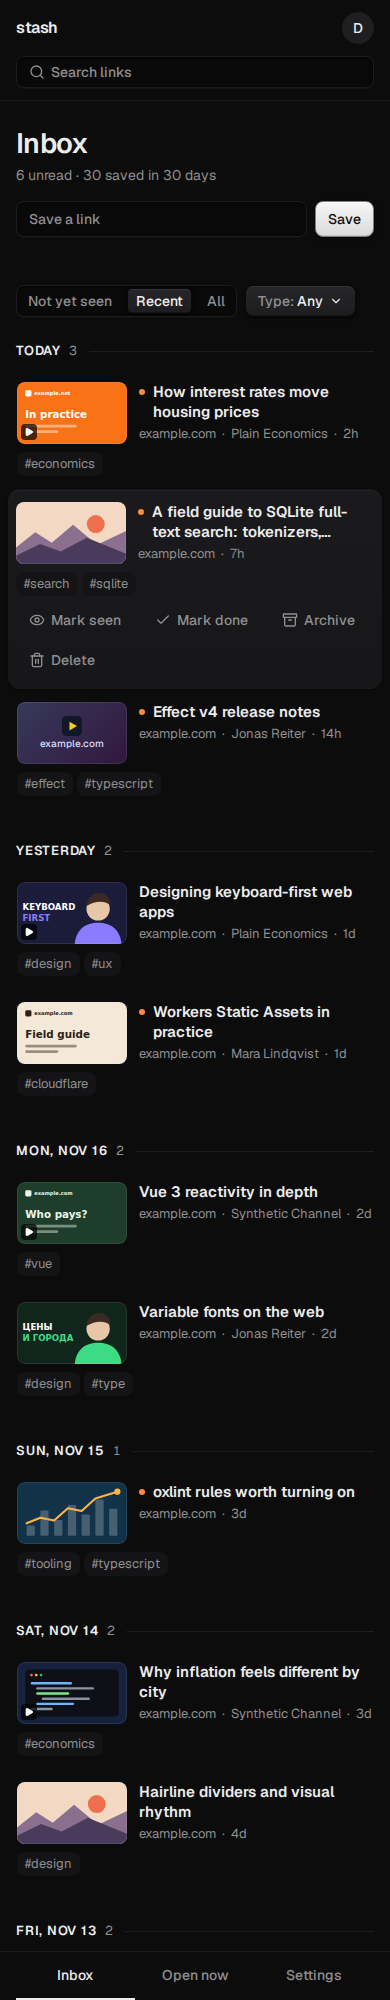 stash
D
Search links
Inbox
6 unread · 30 saved in 30 days
Save a link
Save
Not yet seen
Recent
All
Type: Any
TODAY 3
example.net
In practice
How interest rates move
housing prices
example.com · Plain Economics · 2h
#economics
A field guide to SQLite full-
text search: tokenizers,...
example.com · 7h
#search #sqlite
Mark seen
Mark done
Archive
Delete
example.com
Effect v4 release notes
example.com · Jonas Reiter · 14h
#effect #typescript
YESTERDAY 2
KEYBOARD
FIRST
Designing keyboard-first web
apps
example.com · Plain Economics · 1d
#design #ux
example.com
Field guide
Workers Static Assets in
practice
example.com · Mara Lindqvist · 1d
#cloudflare
MON, NOV 16 2
example.com
Who pays?
Vue 3 reactivity in depth
example.com · Synthetic Channel · 2d
#vue
ЦЕНЫ
И ГОРОДА
Variable fonts on the web
example.com · Jonas Reiter · 2d
#design #type
SUN, NOV 15 1
oxlint rules worth turning on
example.com · 3d
#tooling #typescript
SAT, NOV 14 2
Why inflation feels different by
city
example.com · Synthetic Channel · 3d
#economics
Hairline dividers and visual
rhythm
example.com · 4d
#design
FRI, NOV 13 2
Inbox
Open now
Settings